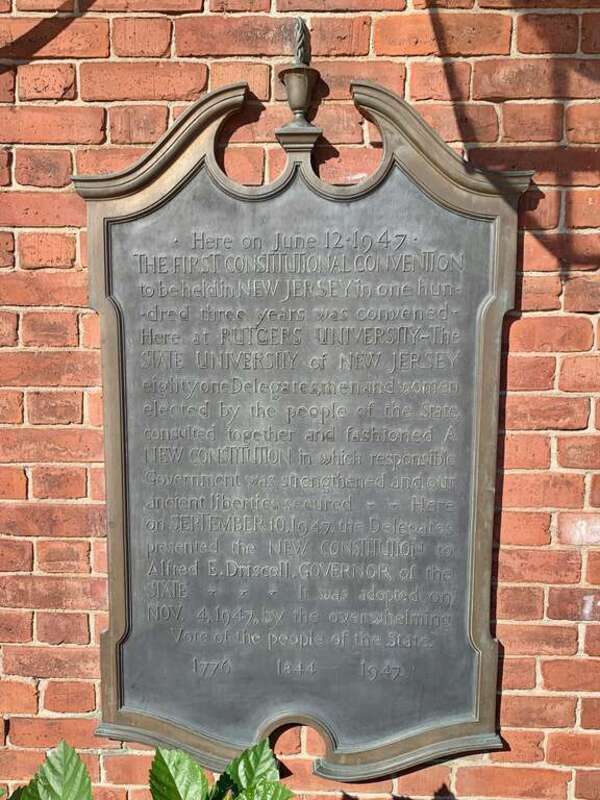 · Here on June 12·1947 ·
THE FIRST CONSTITUTIONAL CONVENTION
to be held in NEW JERSEY in one hun-
-dred three years was convened-
Here at RUTGERS UNIVERSITY-The
STATE UNIVERSITY of NEW JERSEY
eighty one Delegates, men and women
elected by the people of the State
consulted together and fashioned A
NEW CONSTITUTION in which responsible
Government was strengthened and our
ancient liberties secured - - Here
on SEPTEMBER 10, 1947, the Delegates
presented the NEW CONSTITUTION to
Alfred E. Driscoll, GOVERNOR, of the
STATE - - - It was adopted on
NOV. 4, 1947, by the overwhelming
Vote of the people of the State.
1776 1844 1947